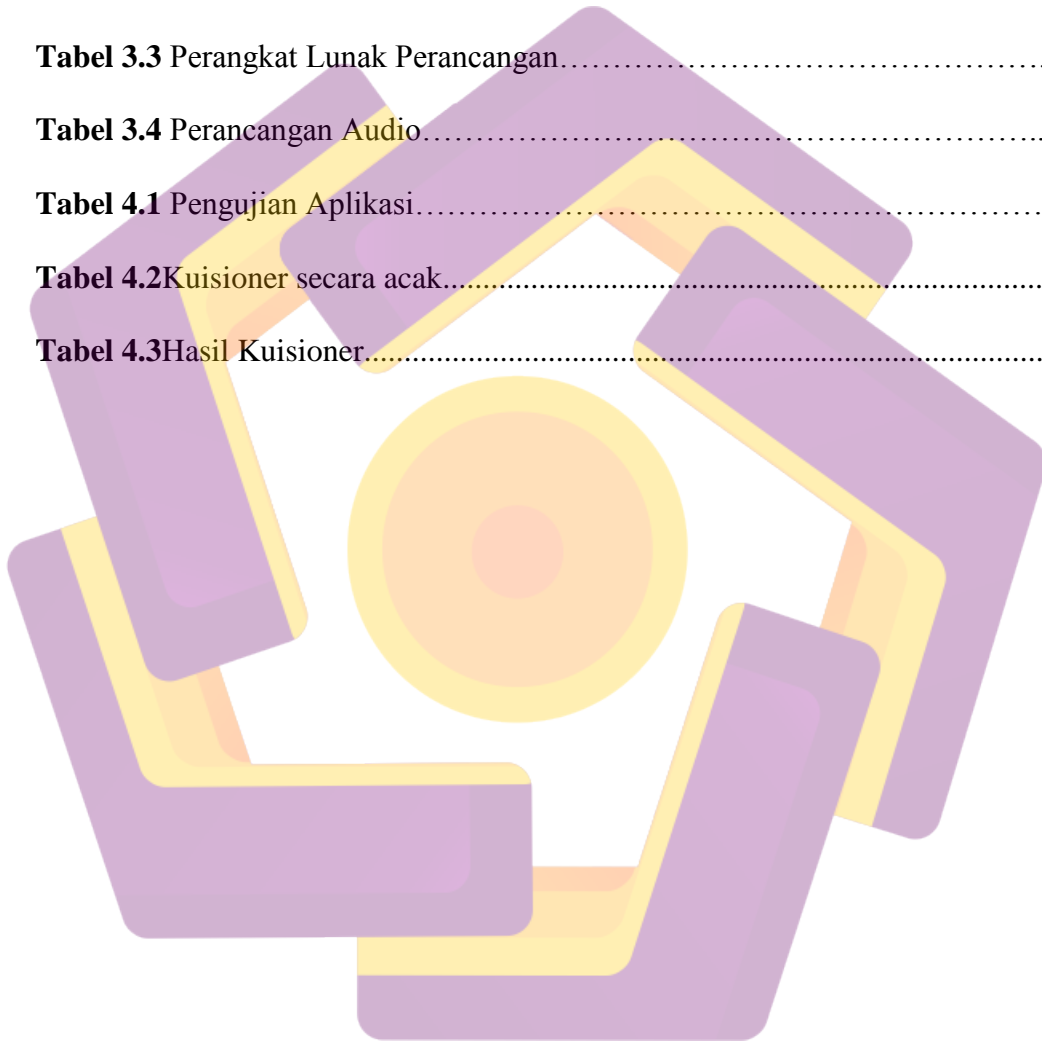 Tabel 3.3 Perangkat Lunak Perancangan……………………………………….
Tabel 3.4 Perancangan Audio…………………………………………………...
Tabel 4.1 Pengujian Aplikasi…………………………………………………….
Tabel 4.2Kuisioner secara acak...............................................................................
Tabel 4.3Hasil Kuisioner.........................................................................................